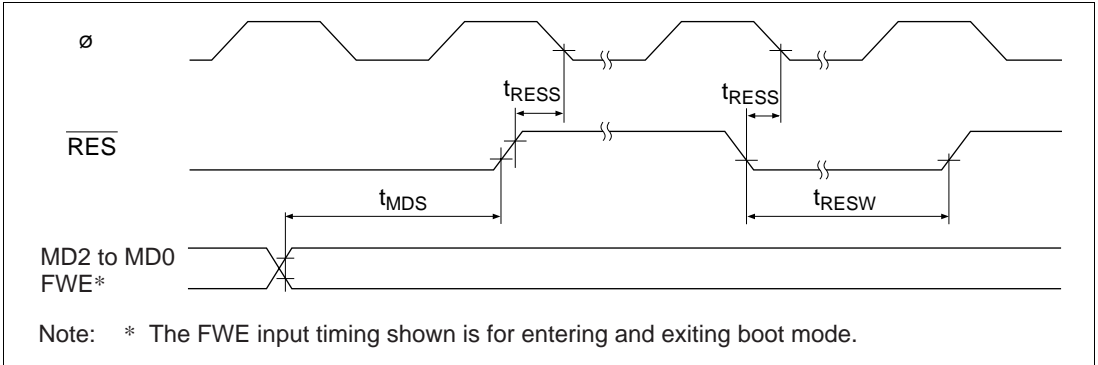 ø
tRESS tRESS
RES
tMDS tRESW
MD2 to MD0
FWE*
Note: * The FWE input timing shown is for entering and exiting boot mode.